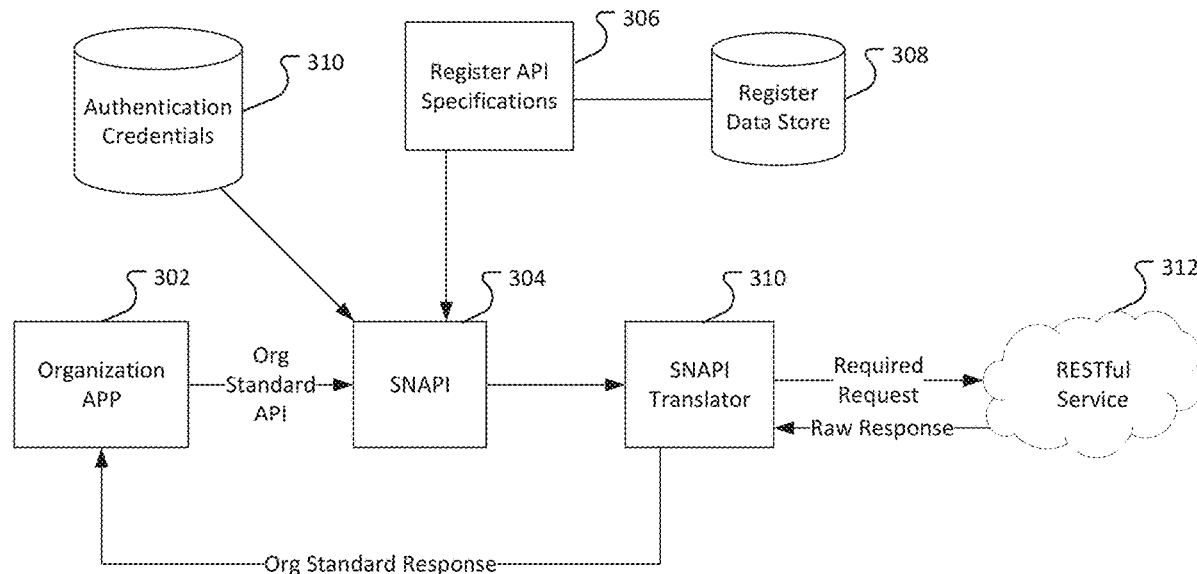 310
Authentication
Credentials
306
Register API
Specifications
308
Register
Data Store
302
Organization
APP
Org
Standard
API
304
SNAPI
310
SNAPI
Translator
Required
Request
Raw Response
312
RESTful
Service
Org Standard Response